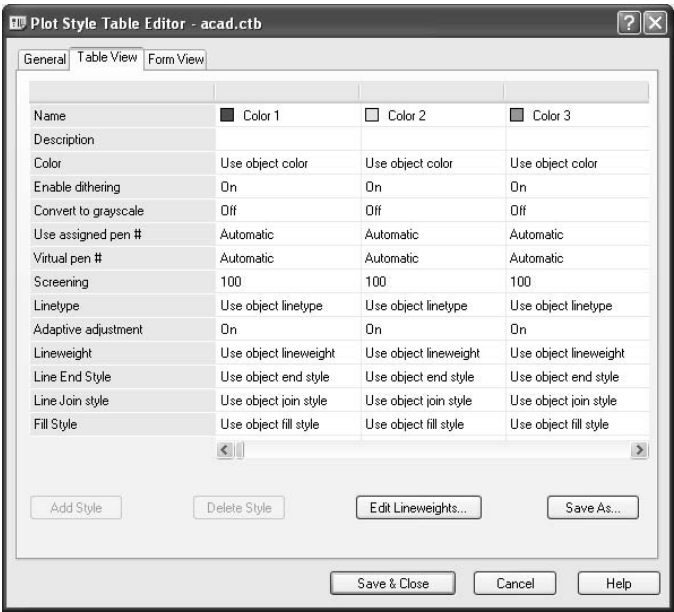 Plot Style Table Editor - acad.ctb
General Table View Form View
Name Color 1 Color 2 Color 3
Description
Color Use object color Use object color Use object color
Enable dithering On On On
Convert to grayscale Off Off Off
Use assigned pen # Automatic Automatic Automatic
Virtual pen # Automatic Automatic Automatic
Screening 100 100 100
Linetype Use object linetype Use object linetype Use object linetype
Adaptive adjustment On On On
Lineweight Use object lineweight Use object lineweight Use object lineweight
Line End Style Use object end style Use object end style Use object end style
Line Join style Use object join style Use object join style Use object join style
Fill Style Use object fill style Use object fill style Use object fill style
Add Style Delete Style Edit Lineweights... Save As...
Save & Close Cancel Help